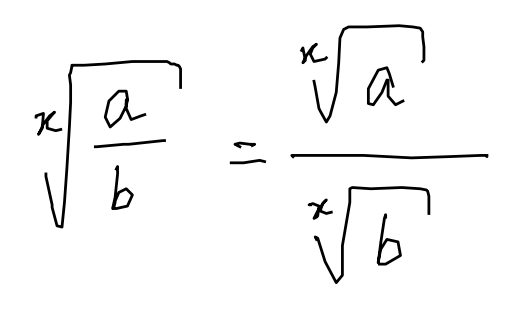 ˣ√(a/b) = ˣ√a / ˣ√b